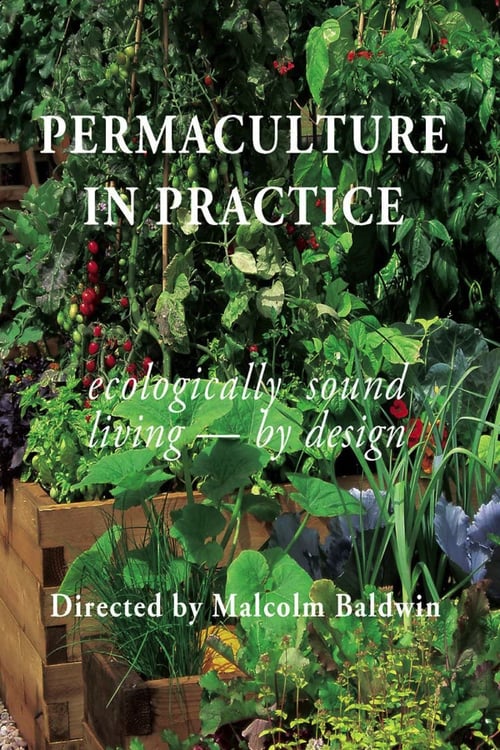 PERMACULTURE
IN PRACTICE
ecologically sound
living — by design
Directed by Malcolm Baldwin